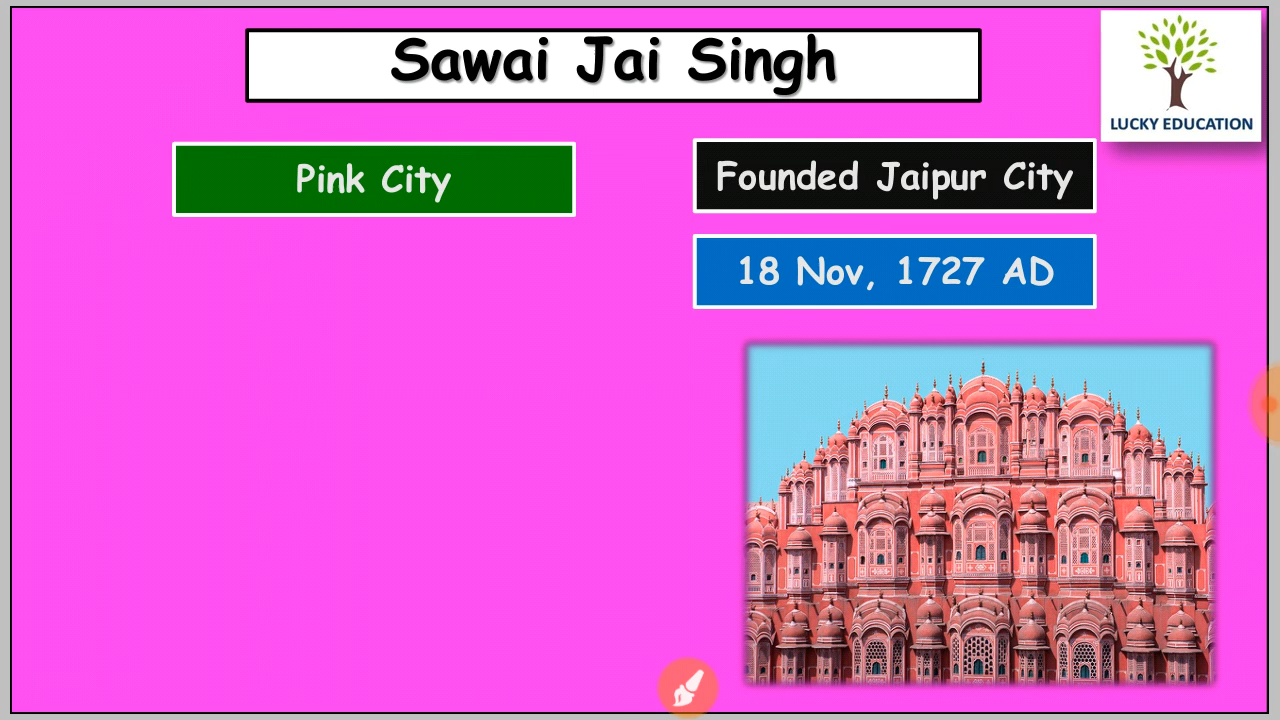 Sawai Jai Singh
LUCKY EDUCATION
Pink City
Founded Jaipur City
18 Nov, 1727 AD